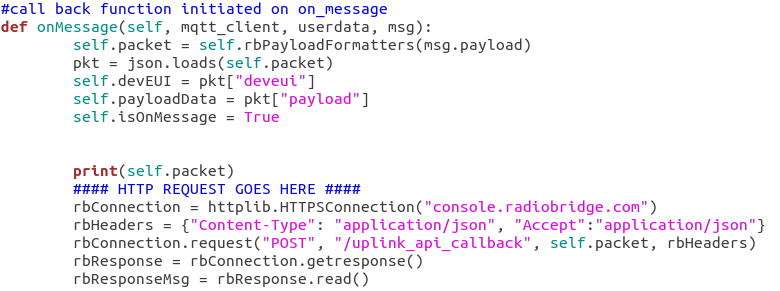 #call back function initiated on on_message
def onMessage(self, mqtt_client, userdata, msg):
        self.packet = self.rbPayloadFormatters(msg.payload)
        pkt = json.loads(self.packet)
        self.devEUI = pkt["deveui"]
        self.payloadData = pkt["payload"]
        self.isOnMessage = True
        print(self.packet)
        #### HTTP REQUEST GOES HERE ####
        rbConnection = httplib.HTTPSConnection("console.radiobridge.com")
        rbHeaders = {"Content-Type": "application/json", "Accept":"application/json"}
        rbConnection.request("POST", "/uplink_api_callback", self.packet, rbHeaders)
        rbResponse = rbConnection.getresponse()
        rbResponseMsg = rbResponse.read()